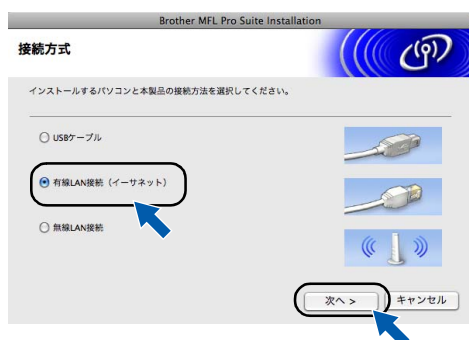 Brother MFL Pro Suite Installation
接続方式
インストールするパソコンと本製品の接続方法を選択してください。
USBケーブル
有線LAN接続（イーサネット）
無線LAN接続
次へ > キャンセル